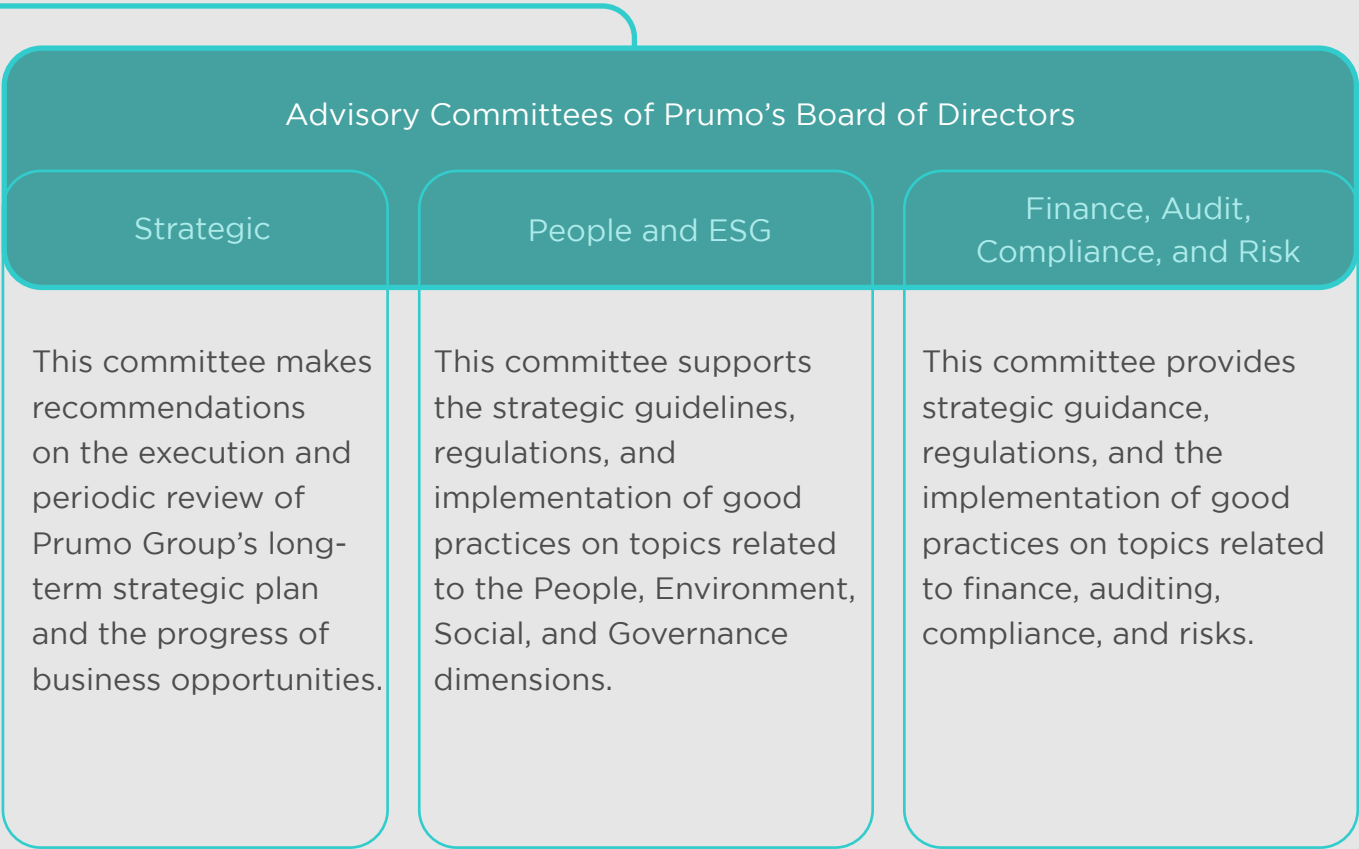 Advisory Committees of Prumo’s Board of Directors
Strategic
This committee makes
recommendations
on the execution and
periodic review of
Prumo Group’s long-
term strategic plan
and the progress of
business opportunities.
People and ESG
This committee supports
the strategic guidelines,
regulations, and
implementation of good
practices on topics related
to the People, Environment,
Social, and Governance
dimensions.
Finance, Audit,
Compliance, and Risk
This committee provides
strategic guidance,
regulations, and the
implementation of good
practices on topics related
to finance, auditing,
compliance, and risks.